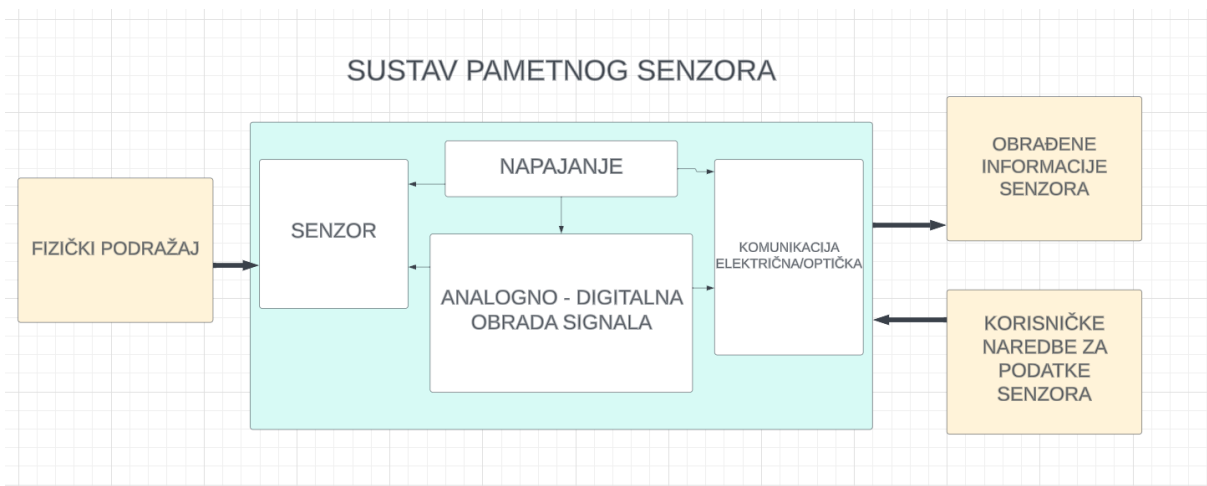 SUSTAV PAMETNOG SENZORA
FIZIČKI PODRAŽAJ
SENZOR
NAPAJANJE
ANALOGNO - DIGITALNA
OBRADA SIGNALA
KOMUNIKACIJA
ELEKTRIČNA/OPTIČKA
OBRAĐENE
INFORMACIJE
SENZORA
KORISNIČKE
NAREDBE ZA
PODATKE
SENZORA